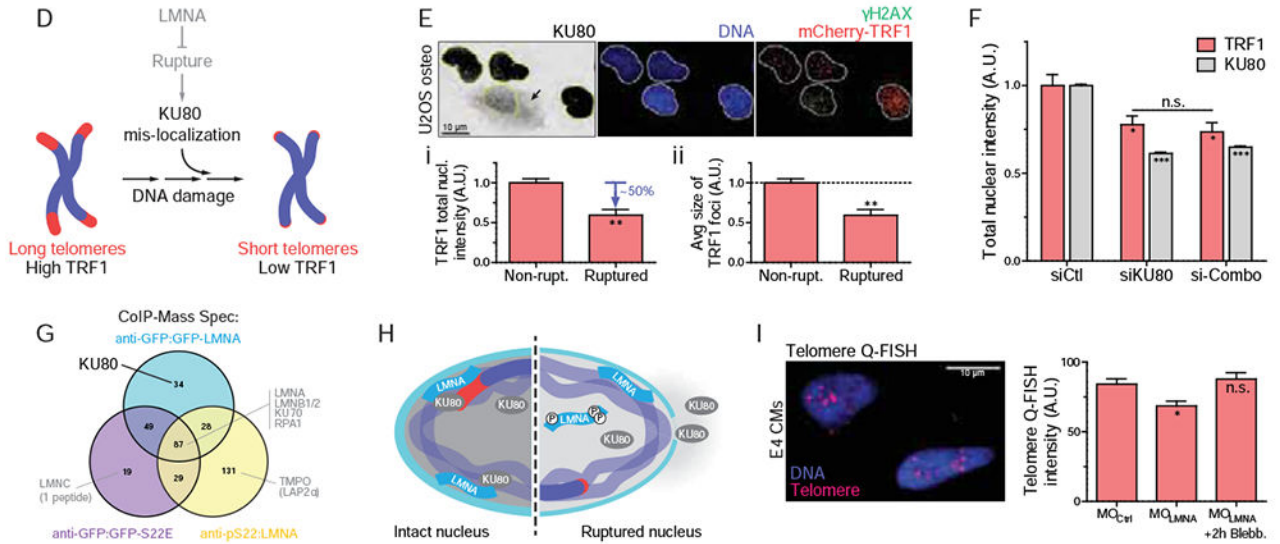 D
LMNA
Rupture
KU80
mis-localization
DNA damage
Long telomeres
High TRF1
Short telomeres
Low TRF1
E
U2OS osteo
KU80
DNA
γH2AX
mCherry-TRF1
10 μm
i
TRF1 total nucl.
intensity (A.U.)
1.0
0.5
0.0
~50%
**
Non-rupt.
Ruptured
ii
Avg size of
TRF1 foci (A.U.)
1.0
0.5
0.0
**
Non-rupt.
Ruptured
F
Total nuclear intensity (A.U.)
1.0
0.5
0.0
TRF1
KU80
n.s.
*
***
*
***
siCtl
siKU80
si-Combo
G
CoIP-Mass Spec:
anti-GFP:GFP-LMNA
KU80
34
49
28
87
19
29
131
LMNA
LMNB1/2
KU70
RPA1
LMNC
(1 peptide)
TMPO
(LAP2α)
anti-GFP:GFP-S22E
anti-pS22:LMNA
H
LMNA
KU80
KU80
LMNA
KU80
LMNA
P
LMNA
P
P
KU80
KU80
KU80
Intact nucleus
Ruptured nucleus
I
Telomere Q-FISH
10 μm
E4 CMs
DNA
Telomere
Telomere Q-FISH
intensity (A.U.)
100
50
0
*
n.s.
MOCtrl
MOLMNA
MOLMNA
+2h Blebb.